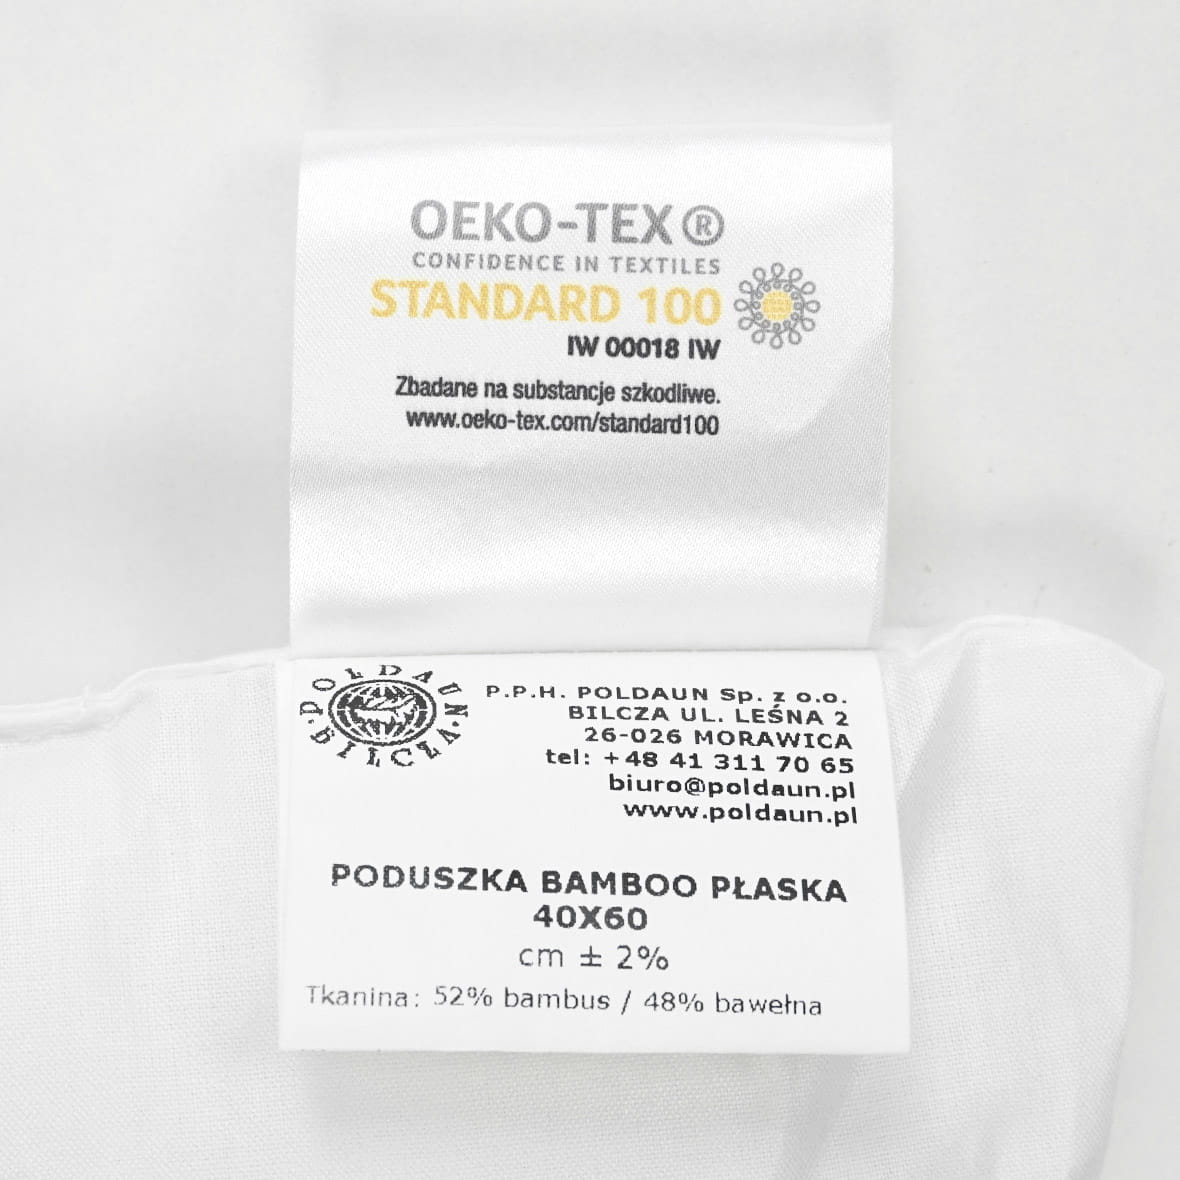 OEKO-TEX®
CONFIDENCE IN TEXTILES
STANDARD 100
IW 00018 IW
Zbadane na substancje szkodliwe.
www.oeko-tex.com/standard100
POLDAUN
BILCZA
P.P.H. POLDAUN Sp. z o.o.
BILCZA UL. LEŚNA 2
26-026 MORAWICA
tel: +48 41 311 70 65
biuro@poldaun.pl
www.poldaun.pl
PODUSZKA BAMBOO PŁASKA
40X60
cm ± 2%
Tkanina: 52% bambus / 48% bawełna